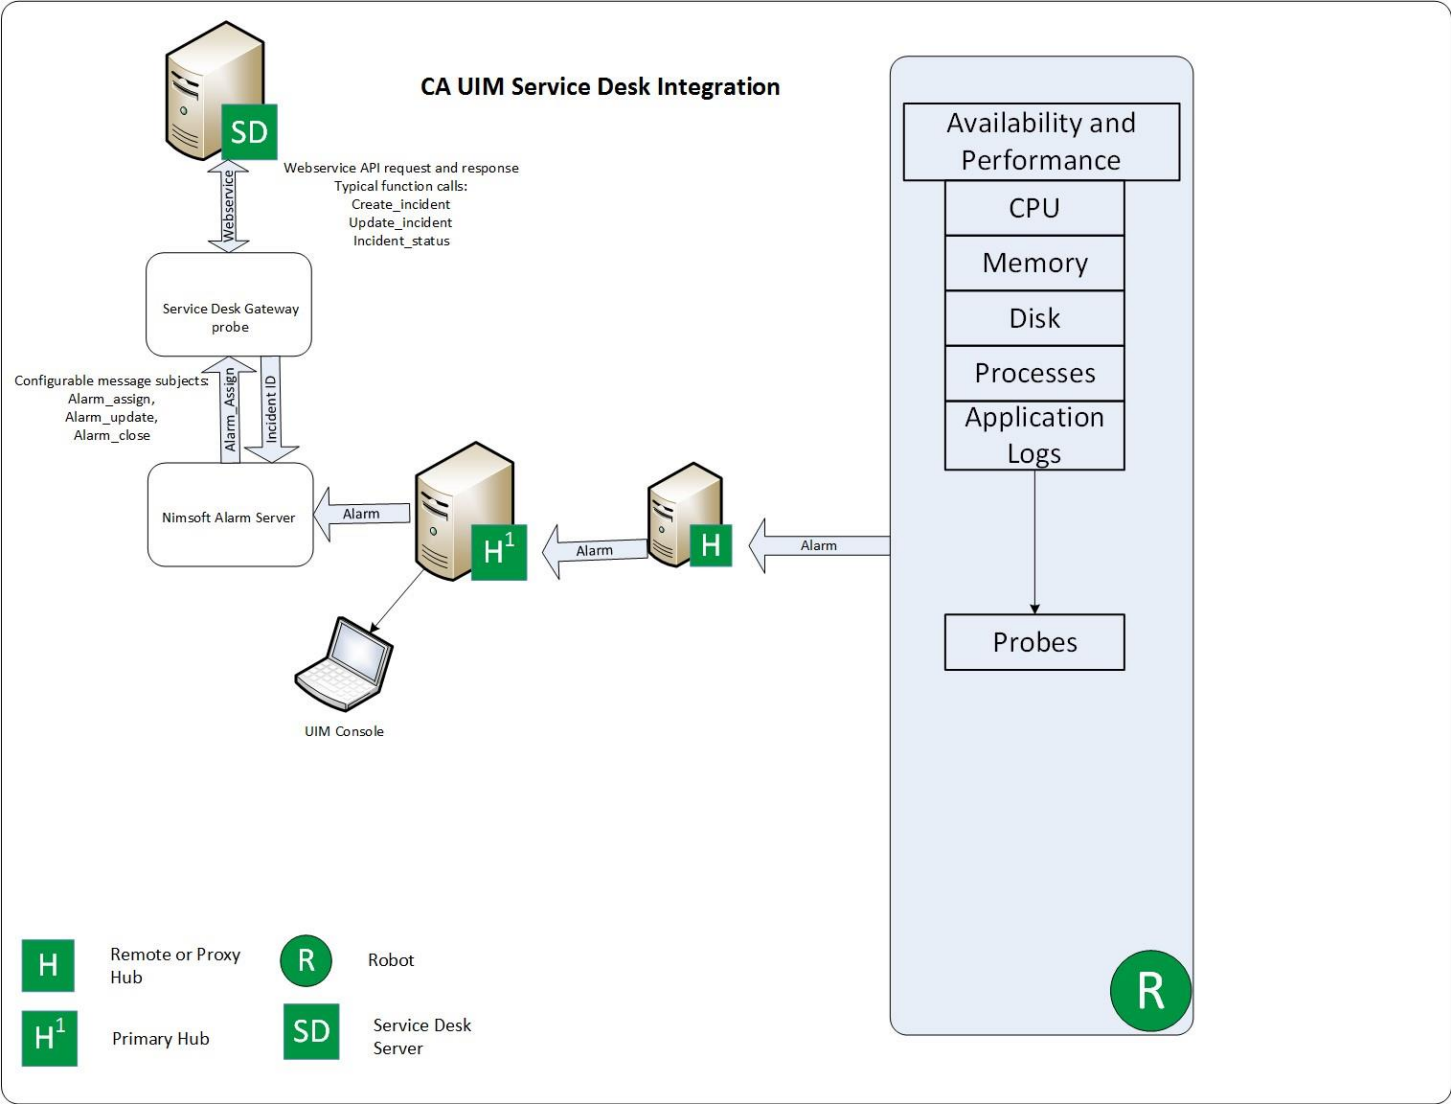 CA UIM Service Desk Integration
SD
Webservice
Webservice API request and response
Typical function calls:
Create_incident
Update_incident
Incident_status
Service Desk Gateway
probe
Configurable message subjects:
Alarm_assign,
Alarm_update,
Alarm_close
Alarm_Assign
Incident ID
Nimsoft Alarm Server
Alarm
H1
Alarm
H
Alarm
UIM Console
Availability and
Performance
CPU
Memory
Disk
Processes
Application
Logs
Probes
R
H
Remote or Proxy
Hub
R
Robot
H1
Primary Hub
SD
Service Desk
Server